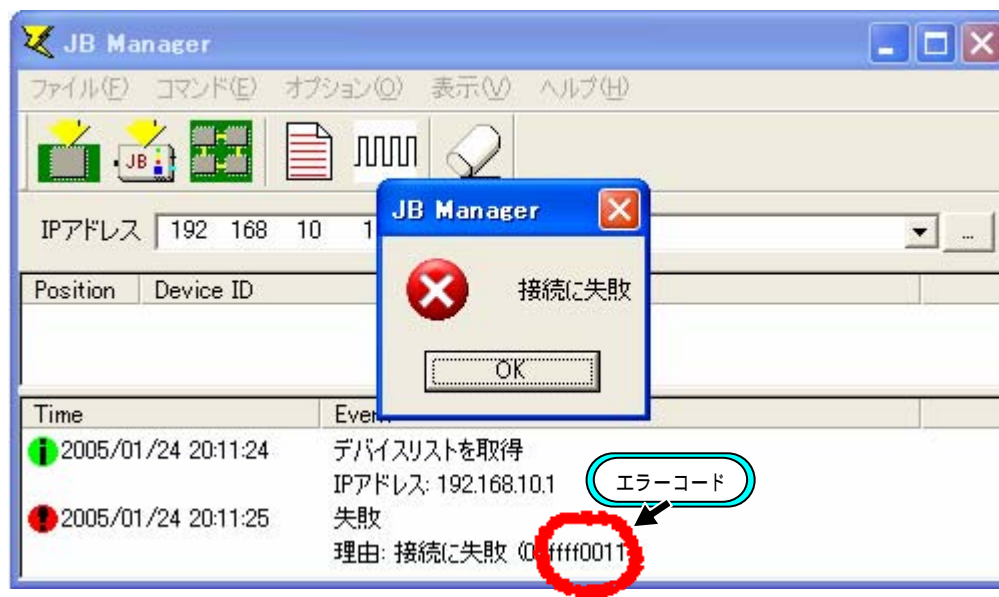 JB Manager
ファイル(F) コマンド(E) オプション(O) 表示(V) ヘルプ(H)
JB
IPアドレス 192 168 10 1
JB Manager
接続に失敗
OK
Position Device ID
Time
2005/01/24 20:11:24 デバイスリストを取得
IPアドレス: 192.168.10.1
エラーコード
2005/01/24 20:11:25 失敗
理由: 接続に失敗 ffff0011